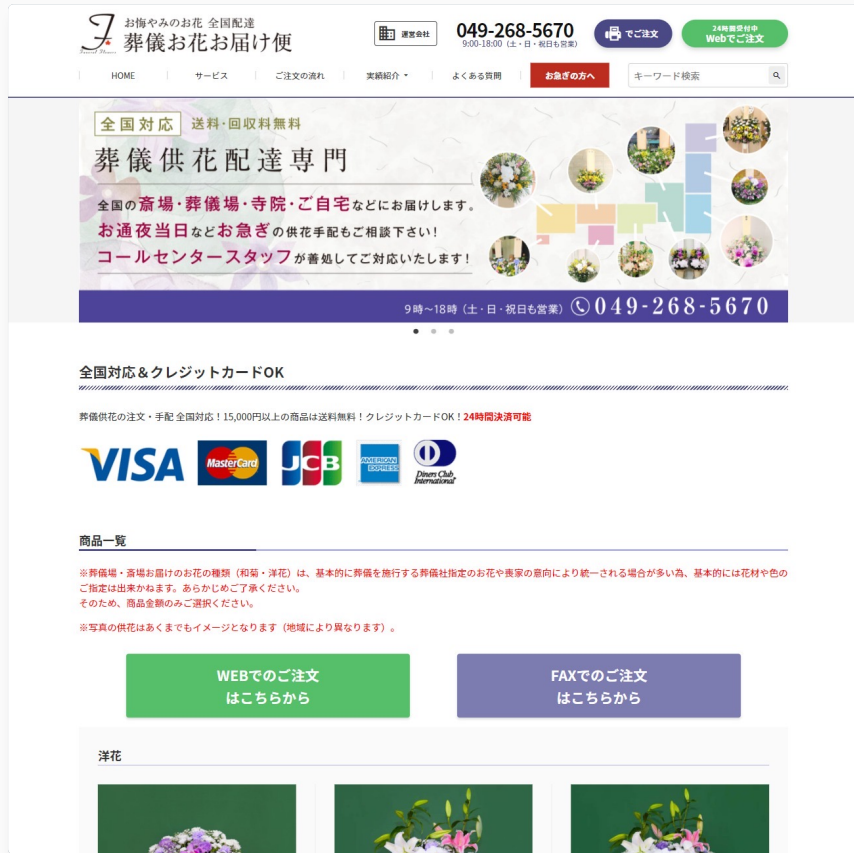 お悔やみのお花 全国配達
葬儀お花お届け便
運営会社
049-268-5670
9:00-18:00（土・日・祝日も営業）
でご注文
24時間受付中
Webでご注文
HOME
サービス
ご注文の流れ
実績紹介
よくある質問
お急ぎの方へ
キーワード検索
全国対応 送料・回収料無料
葬儀供花配達専門
全国の斎場・葬儀場・寺院・ご自宅などにお届けします。
お通夜当日などお急ぎの供花手配もご相談下さい！
コールセンタースタッフが善処してご対応いたします！
9時〜18時（土・日・祝日も営業） 049-268-5670
全国対応＆クレジットカードOK
葬儀供花の注文・手配 全国対応！15,000円以上の商品は送料無料！クレジットカードOK！24時間決済可能
VISA
MasterCard
JCB
AMERICAN EXPRESS
Diners Club
International
商品一覧
※葬儀場・斎場お届けのお花の種類（和菊・洋花）は、基本的に葬儀を施行する葬儀社指定のお花や喪家の意向により統一される場合が多い為、基本的には花材や色の
ご指定は出来かねます。あらかじめご了承ください。
そのため、商品金額のみご選択ください。
※写真の供花はあくまでもイメージとなります（地域により異なります）。
WEBでのご注文
はこちらから
FAXでのご注文
はこちらから
洋花